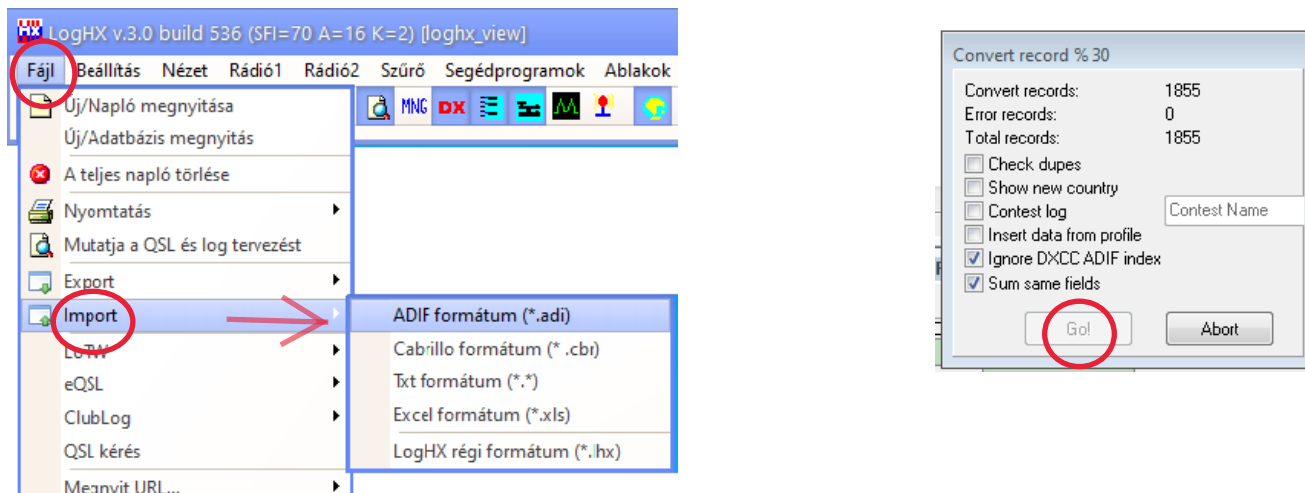 LogHX v.3.0 build 536 (SFI=70 A=16 K=2) [loghx_view]
Fájl Beállítás Nézet Rádió1 Rádió2 Szűrő Segédprogramok Ablakok
MNG DX
Új/Napló megnyitása
Új/Adatbázis megnyitás
A teljes napló törlése
Nyomtatás
Mutatja a QSL és log tervezést
Export
Import
LoTW
eQSL
ClubLog
QSL kérés
Megnyit URL...
ADIF formátum (*.adi)
Cabrillo formátum (* .cbr)
Txt formátum (*.*)
Excel formátum (*.xls)
LogHX régi formátum (*.lhx)
Convert record % 30
Convert records: 1855
Error records: 0
Total records: 1855
Check dupes
Show new country
Contest log Contest Name
Insert data from profile
Ignore DXCC ADIF index
Sum same fields
Go! Abort